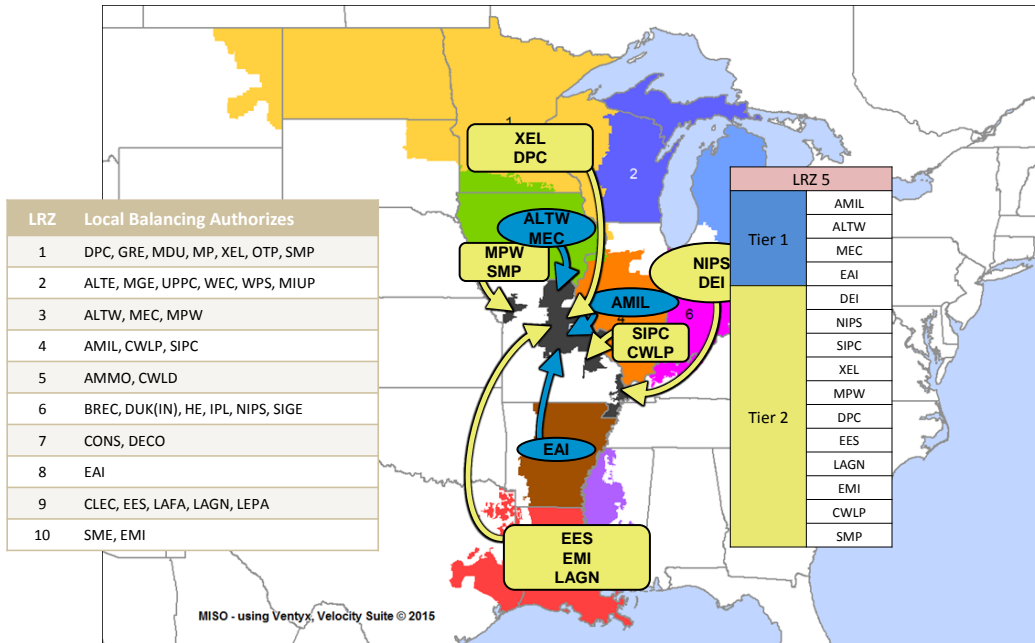 1
XEL
DPC
2
LRZ 5
Tier 1
AMIL
ALTW
MEC
EAI
Tier 2
DEI
NIPS
SIPC
XEL
MPW
DPC
EES
LAGN
EMI
CWLP
SMP
LRZ Local Balancing Authorizes
1 DPC, GRE, MDU, MP, XEL, OTP, SMP
2 ALTE, MGE, UPPC, WEC, WPS, MIUP
3 ALTW, MEC, MPW
4 AMIL, CWLP, SIPC
5 AMMO, CWLD
6 BREC, DUK(IN), HE, IPL, NIPS, SIGE
7 CONS, DECO
8 EAI
9 CLEC, EES, LAFA, LAGN, LEPA
10 SME, EMI
ALTW
MEC
MPW
SMP
NIPS
DEI
AMIL
4
6
SIPC
CWLP
EAI
EES
EMI
LAGN
MISO - using Ventyx, Velocity Suite © 2015